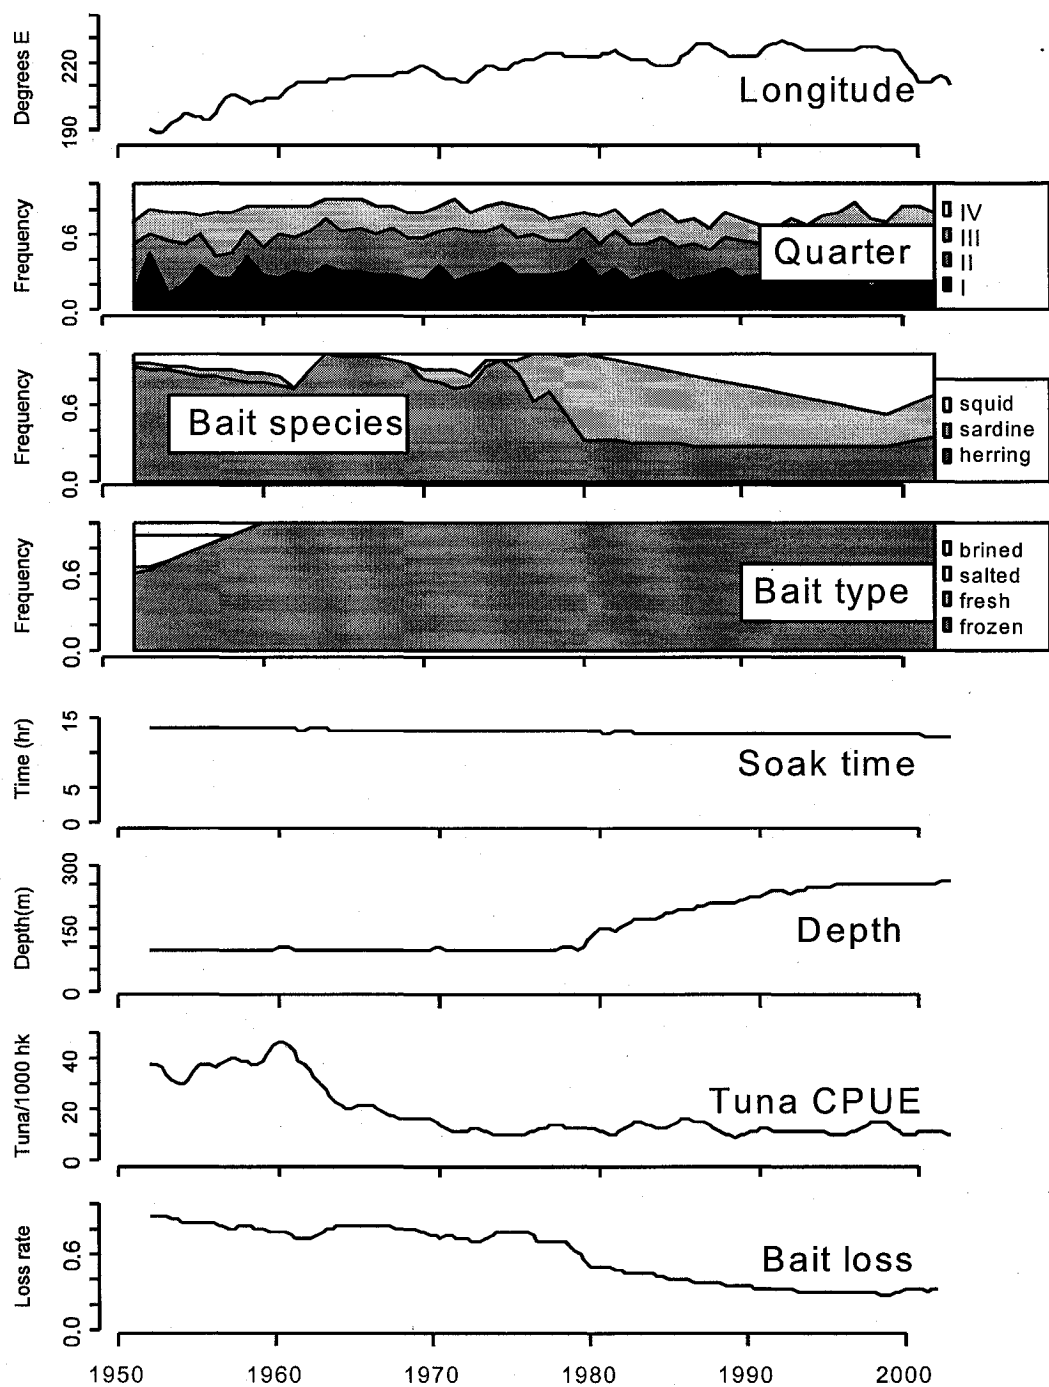 Degrees E
220
190
Longitude
Frequency
0.6
0.0
Quarter
IV
III
II
I
Frequency
0.6
0.0
Bait species
squid
sardine
herring
Frequency
0.6
0.0
Bait type
brined
salted
fresh
frozen
Time (hr)
15
5
0
Soak time
Depth(m)
300
150
0
Depth
Tuna/1000 hk
40
20
0
Tuna CPUE
Loss rate
0.6
0.0
Bait loss
1950 1960 1970 1980 1990 2000